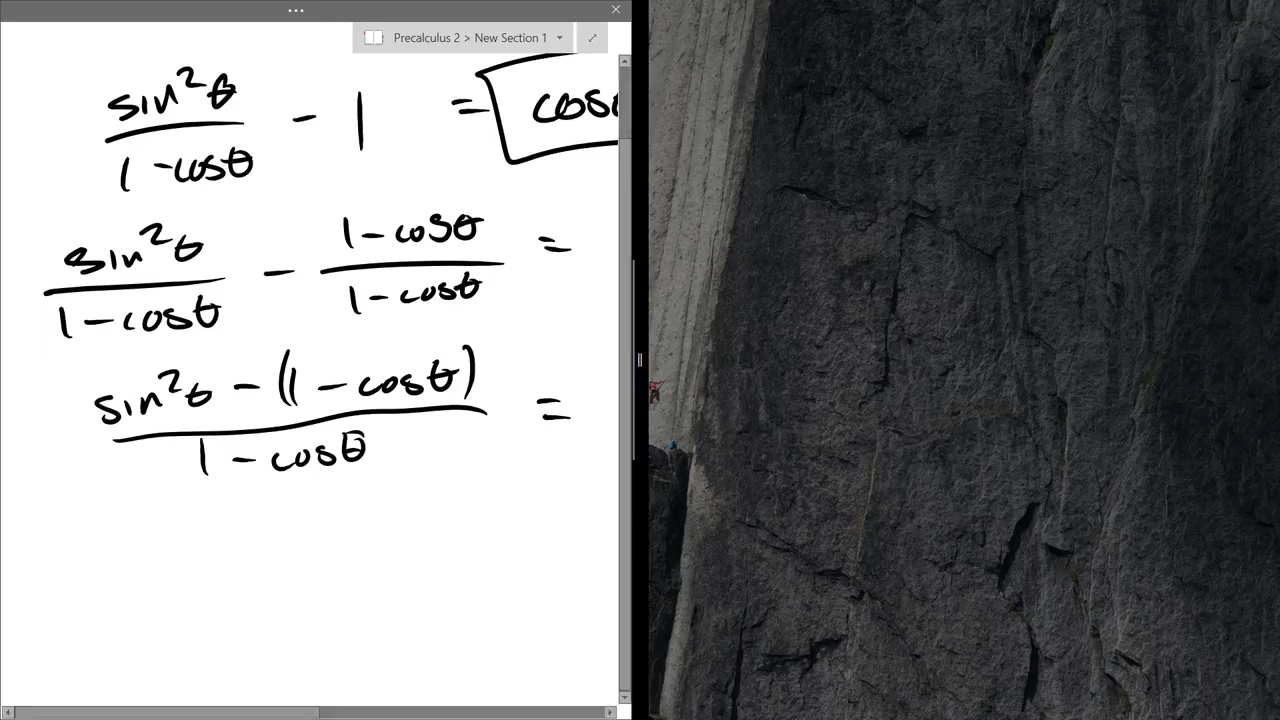 Precalculus 2 > New Section 1
sin²θ / 1 - cosθ - 1 =
sin²θ / 1 - cosθ - 1 - cosθ / 1 - cosθ =
sin²θ - (1 - cosθ) / 1 - cosθ =